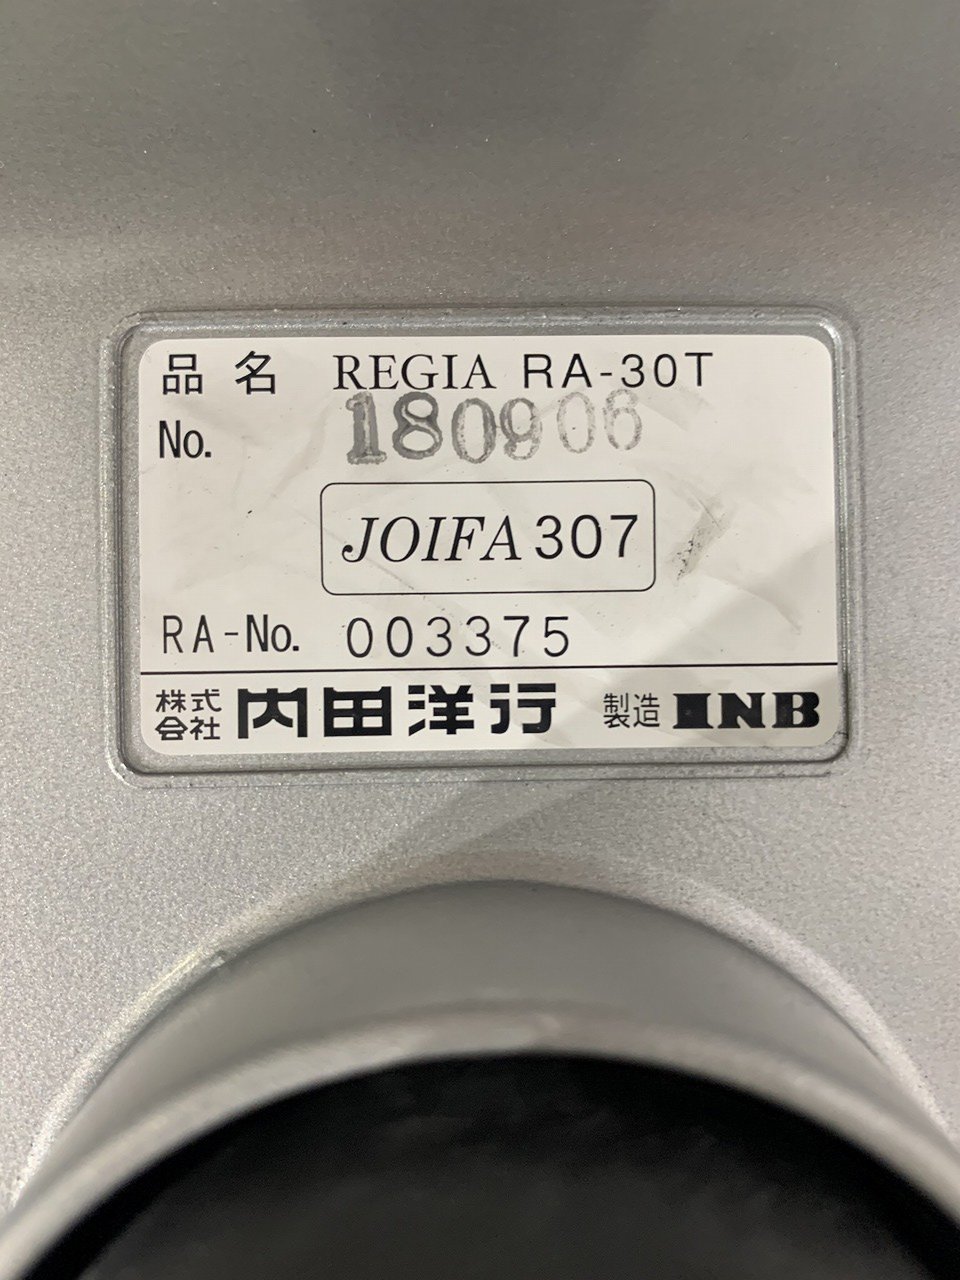 品名 REGIA RA-30T
No. 180906
JOIFA 307
RA-No. 003375
株式会社 内田洋行 製造 INB